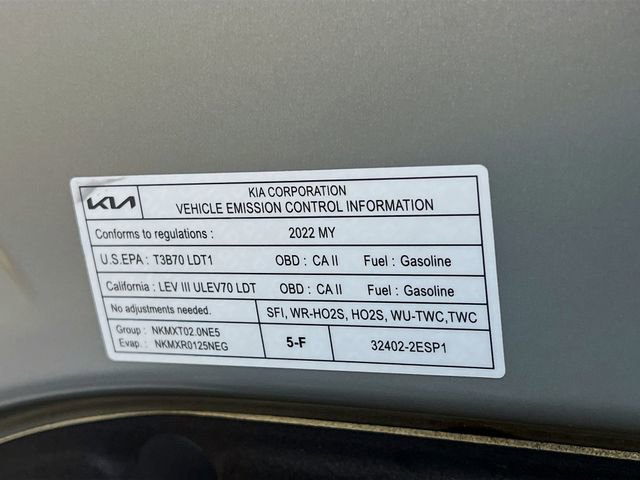 KIA
KIA CORPORATION
VEHICLE EMISSION CONTROL INFORMATION
Conforms to regulations : 2022 MY
U.S.EPA : T3B70 LDT1 OBD : CA II Fuel : Gasoline
California : LEV III ULEV70 LDT OBD : CA II Fuel : Gasoline
No adjustments needed. SFI, WR-HO2S, HO2S, WU-TWC,TWC
Group : NKMXT02.0NE5
Evap. : NKMXR0125NEG
5-F 32402-2ESP1